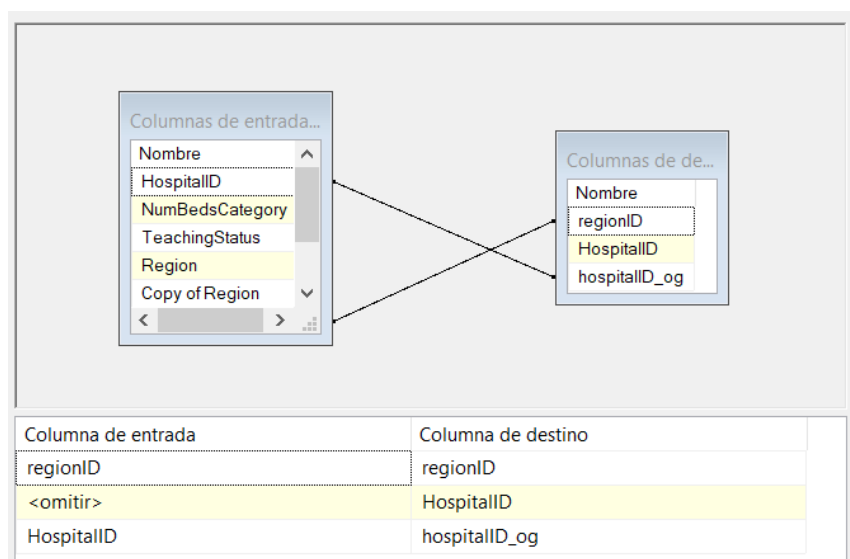 Columnas de entrada...
Nombre
HospitalID
NumBedsCategory
TeachingStatus
Region
Copy of Region
Columnas de de...
Nombre
regionID
HospitalID
hospitalID_og
Columna de entrada Columna de destino
regionID regionID
<omitir> HospitalID
HospitalID hospitalID_og